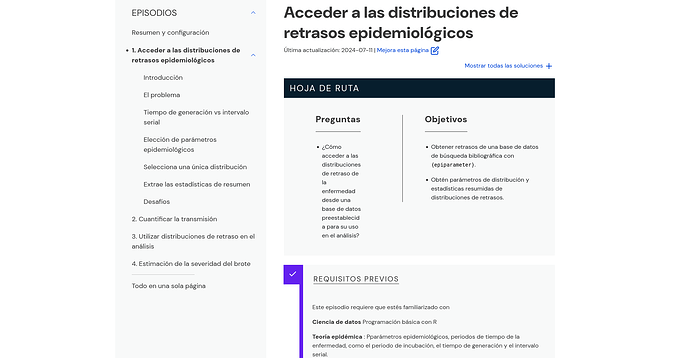 EPISODIOS
Resumen y configuración
1. Acceder a las distribuciones de
retrasos epidemiológicos
Introducción
El problema
Tiempo de generación vs intervalo
serial
Elección de parámetros
epidemiológicos
Selecciona una única distribución
Extrae las estadísticas de resumen
Desafíos
2. Cuantificar la transmisión
3. Utilizar distribuciones de retraso en el
análisis
4. Estimación de la severidad del brote
Todo en una sola página
Acceder a las distribuciones de
retrasos epidemiológicos
Última actualización: 2024-07-11 | Mejora esta página
Mostrar todas las soluciones +
HOJA DE RUTA
Preguntas
¿Cómo
acceder a las
distribuciones
de retraso de
la
enfermedad
desde una
base de datos
preestablecid
a para su uso
en el análisis?
Objetivos
Obtener retrasos de una base de datos
de búsqueda bibliográfica con
{epiparameter}.
Obtén parámetros de distribución y
estadísticas resumidas de
distribuciones de retrasos.
REQUISITOS PREVIOS
Este episodio requiere que estés familiarizado con
Ciencia de datos Programación básica con R
Teoría epidémica : Pparámetros epidemiológicos, periodos de tiempo de la
enfermedad, como el periodo de incubación, el tiempo de generación y el intervalo
serial.